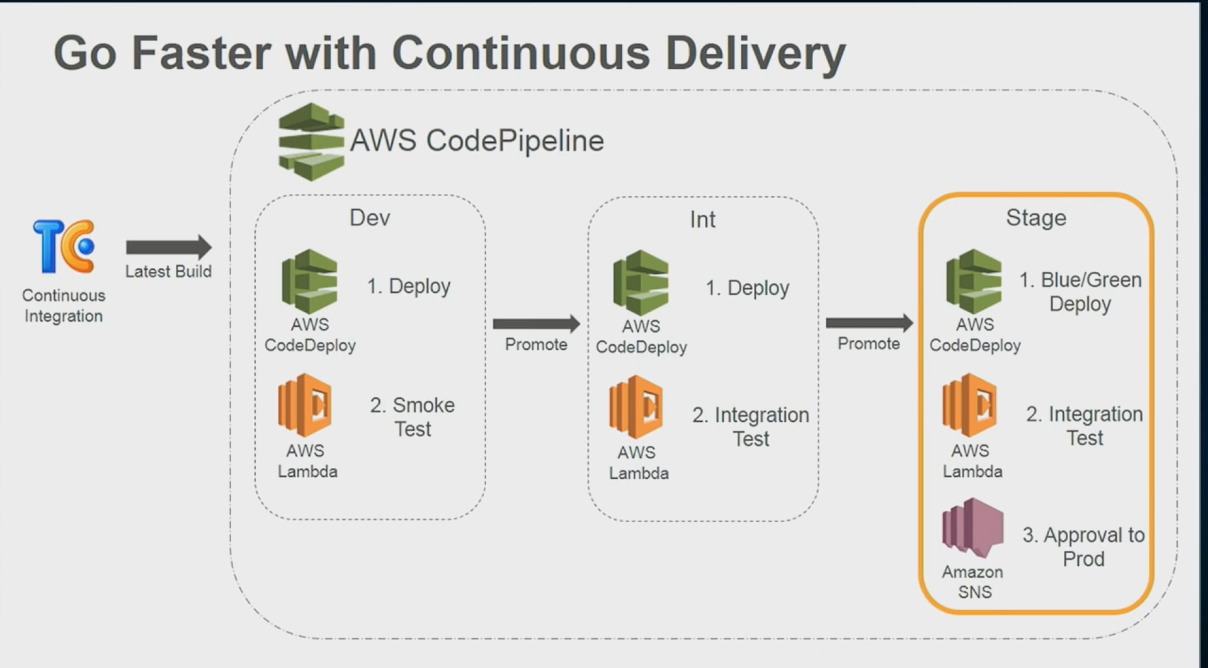 Go Faster with Continuous Delivery
AWS CodePipeline
TC
Continuous
Integration
Latest Build
Dev
1. Deploy
AWS
CodeDeploy
2. Smoke
Test
AWS
Lambda
Promote
Int
1. Deploy
AWS
CodeDeploy
2. Integration
Test
AWS
Lambda
Promote
Stage
1. Blue/Green
Deploy
AWS
CodeDeploy
2. Integration
Test
AWS
Lambda
3. Approval to
Prod
Amazon
SNS